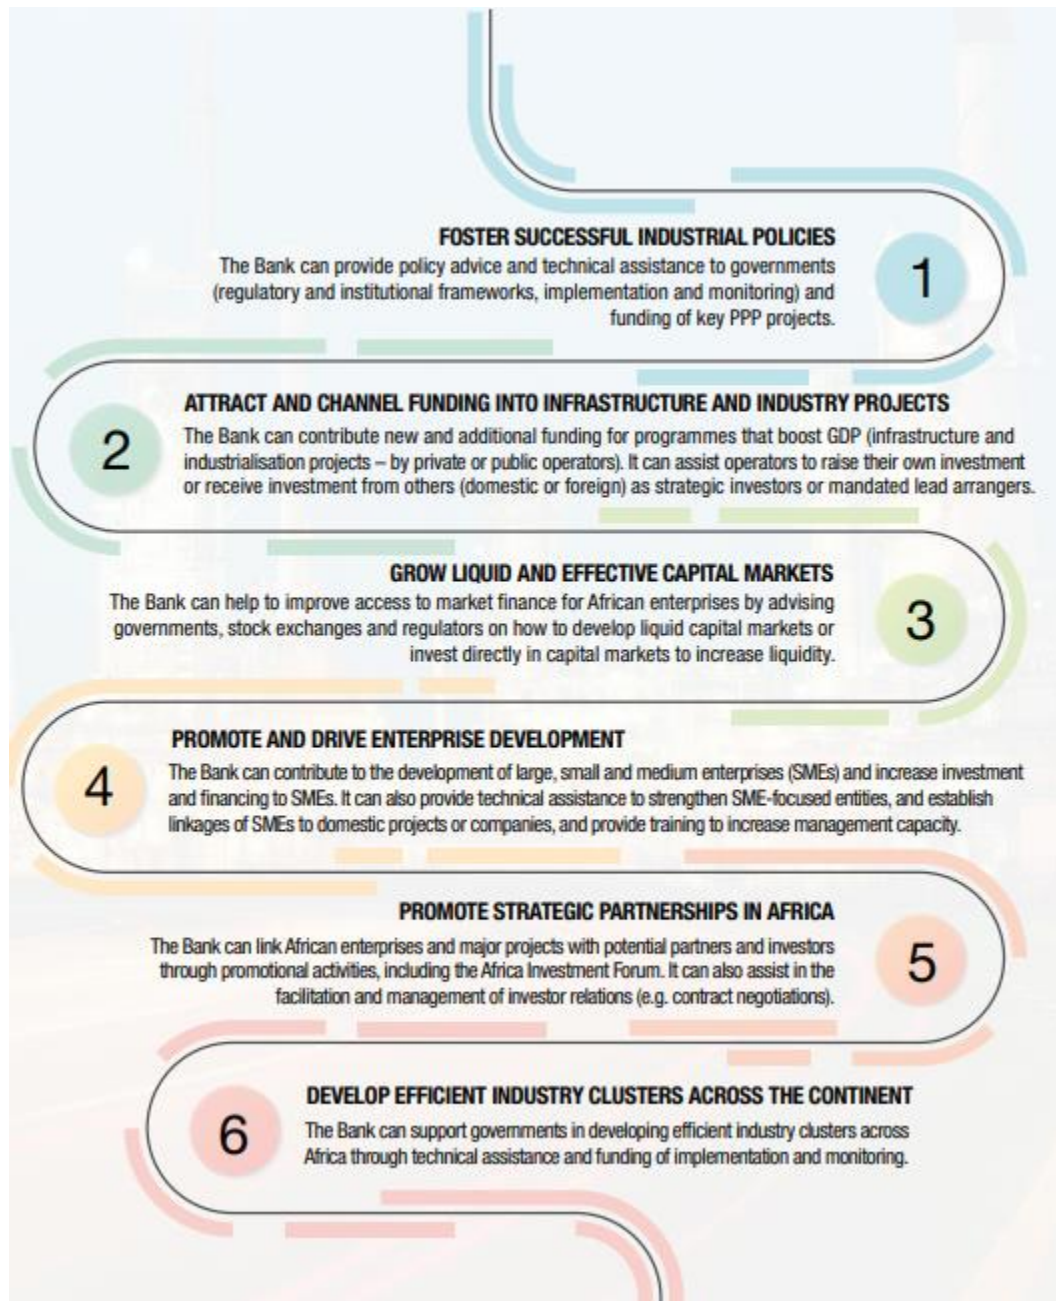 FOSTER SUCCESSFUL INDUSTRIAL POLICIES
The Bank can provide policy advice and technical assistance to governments
(regulatory and institutional frameworks, implementation and monitoring) and
funding of key PPP projects.
1
ATTRACT AND CHANNEL FUNDING INTO INFRASTRUCTURE AND INDUSTRY PROJECTS
2
The Bank can contribute new and additional funding for programmes that boost GDP (infrastructure and
industrialisation projects – by private or public operators). It can assist operators to raise their own investment
or receive investment from others (domestic or foreign) as strategic investors or mandated lead arrangers.
GROW LIQUID AND EFFECTIVE CAPITAL MARKETS
The Bank can help to improve access to market finance for African enterprises by advising
governments, stock exchanges and regulators on how to develop liquid capital markets or
invest directly in capital markets to increase liquidity.
3
PROMOTE AND DRIVE ENTERPRISE DEVELOPMENT
4
The Bank can contribute to the development of large, small and medium enterprises (SMEs) and increase investment
and financing to SMEs. It can also provide technical assistance to strengthen SME-focused entities, and establish
linkages of SMEs to domestic projects or companies, and provide training to increase management capacity.
PROMOTE STRATEGIC PARTNERSHIPS IN AFRICA
The Bank can link African enterprises and major projects with potential partners and investors
through promotional activities, including the Africa Investment Forum. It can also assist in the
facilitation and management of investor relations (e.g. contract negotiations).
5
DEVELOP EFFICIENT INDUSTRY CLUSTERS ACROSS THE CONTINENT
6
The Bank can support governments in developing efficient industry clusters across
Africa through technical assistance and funding of implementation and monitoring.